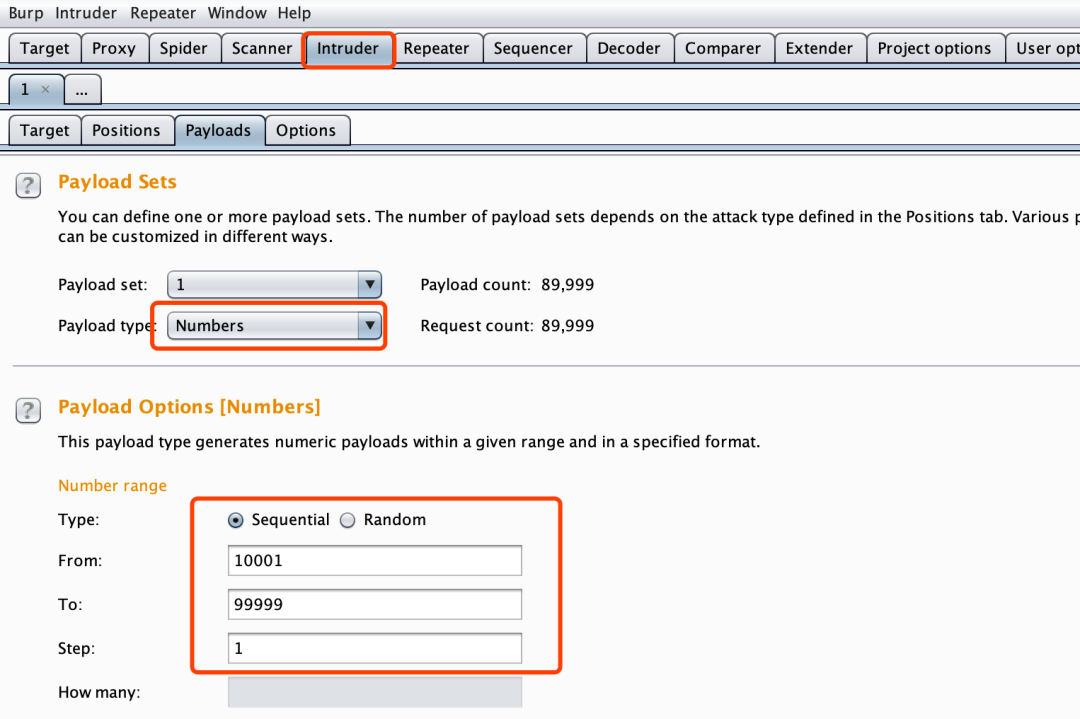 Burp Intruder Repeater Window Help
Target Proxy Spider Scanner Intruder Repeater Sequencer Decoder Comparer Extender Project options User opt
1 × ...
Target Positions Payloads Options
? Payload Sets
You can define one or more payload sets. The number of payload sets depends on the attack type defined in the Positions tab. Various p
can be customized in different ways.
Payload set: 1 Payload count: 89,999
Payload type: Numbers Request count: 89,999
? Payload Options [Numbers]
This payload type generates numeric payloads within a given range and in a specified format.
Number range
Type: Sequential Random
From: 10001
To: 99999
Step: 1
How many: